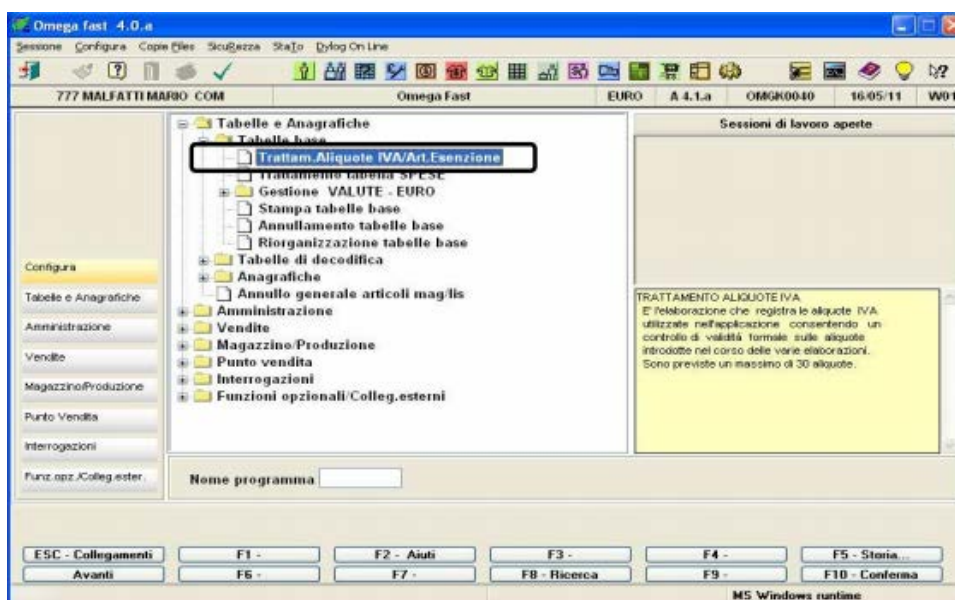 Omega fast 4.0.a
Sessione Configura Copie Files SicuRezza StaTo Dylog On Line
777 MALFATTI MARIO COM Omega Fast EURO A 4.1.a OMGK0040 16/05/11 W01
Tabelle e Anagrafiche
Tabelle base
Trattam.Aliquote IVA/Art.Esenzione
Trattamento tabella SPESE
Gestione VALUTE - EURO
Stampa tabelle base
Annullamento tabelle base
Riorganizzazione tabelle base
Tabelle di decodifica
Anagrafiche
Annullo generale articoli mag/lis
Amministrazione
Vendite
Magazzino/Produzione
Punto vendita
Interrogazioni
Funzioni opzionali/Colleg.esterni
Sessioni di lavoro aperte
Configura
Tabelle e Anagrafiche
Amministrazione
Vendite
Magazzino/Produzione
Punto Vendita
Interrogazioni
Funz.opz./Colleg.ester.
TRATTAMENTO ALIQUOTE IVA
E' l'elaborazione che registra le aliquote IVA
utilizzate nell'applicazione consentendo un
controllo di validità formale sulle aliquote
introdotte nel corso delle varie elaborazioni.
Sono previste un massimo di 30 aliquote.
Nome programma
ESC - Collegamenti F1 - F2 - Aiuti F3 - F4 - F5 - Storia...
Avanti F6 - F7 - F8 - Ricerca F9 - F10 - Conferma
MS Windows runtime